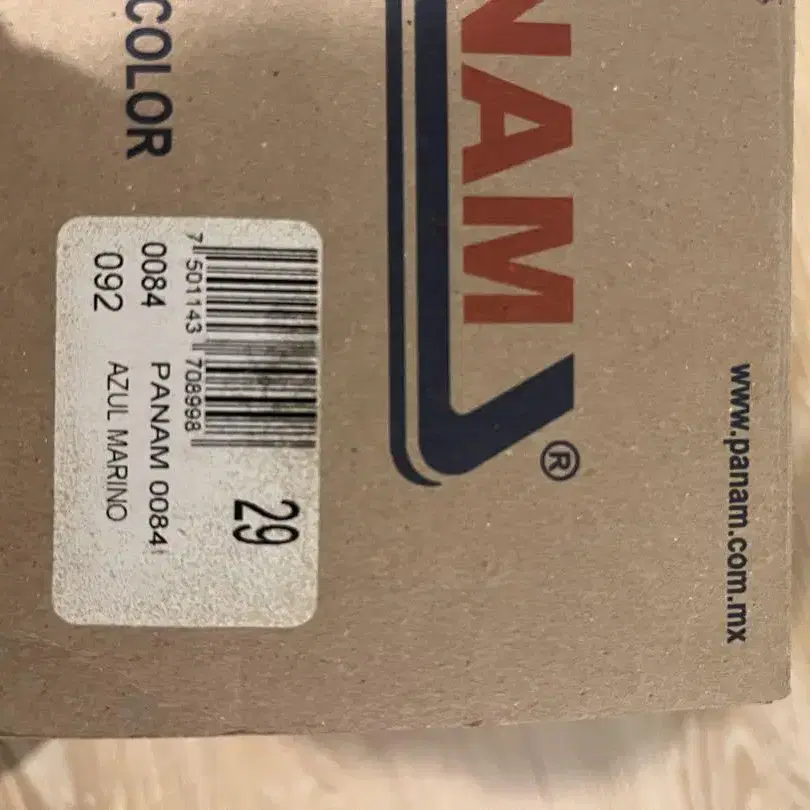 NAM®
www.panam.com.mx
COLOR
29
7 501143 708998
0084 PANAM 0084
092 AZUL MARINO